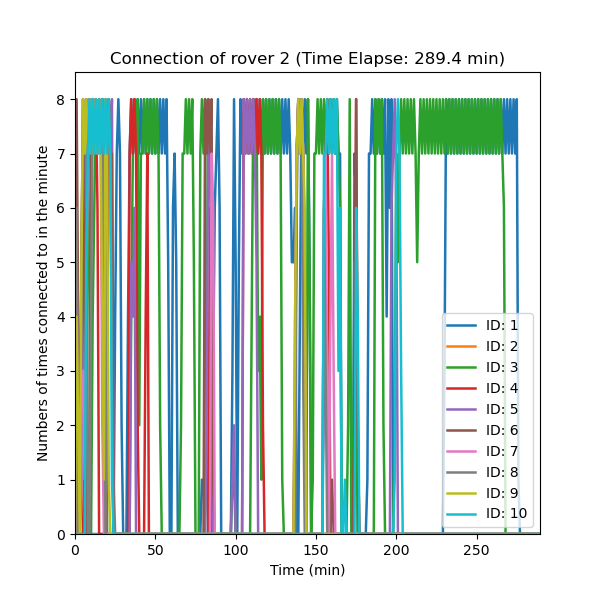 Connection of rover 2 (Time Elapse: 289.4 min)
Numbers of times connected to in the minute
8
7
6
5
4
3
2
1
0
ID: 1
ID: 2
ID: 3
ID: 4
ID: 5
ID: 6
ID: 7
ID: 8
ID: 9
ID: 10
0 50 100 150 200 250
Time (min)